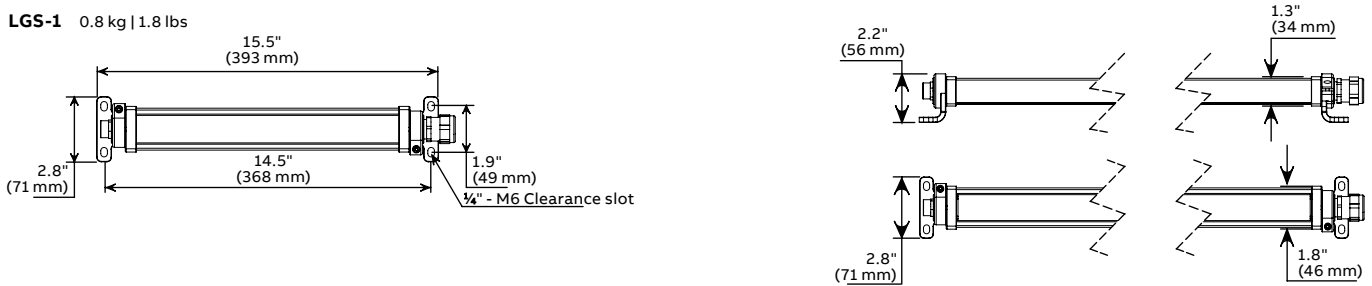 LGS-1 0.8 kg | 1.8 lbs
15.5"
(393 mm)
2.8"
(71 mm)
14.5"
(368 mm)
1.9"
(49 mm)
¼" - M6 Clearance slot
2.2"
(56 mm)
1.3"
(34 mm)
2.8"
(71 mm)
1.8"
(46 mm)